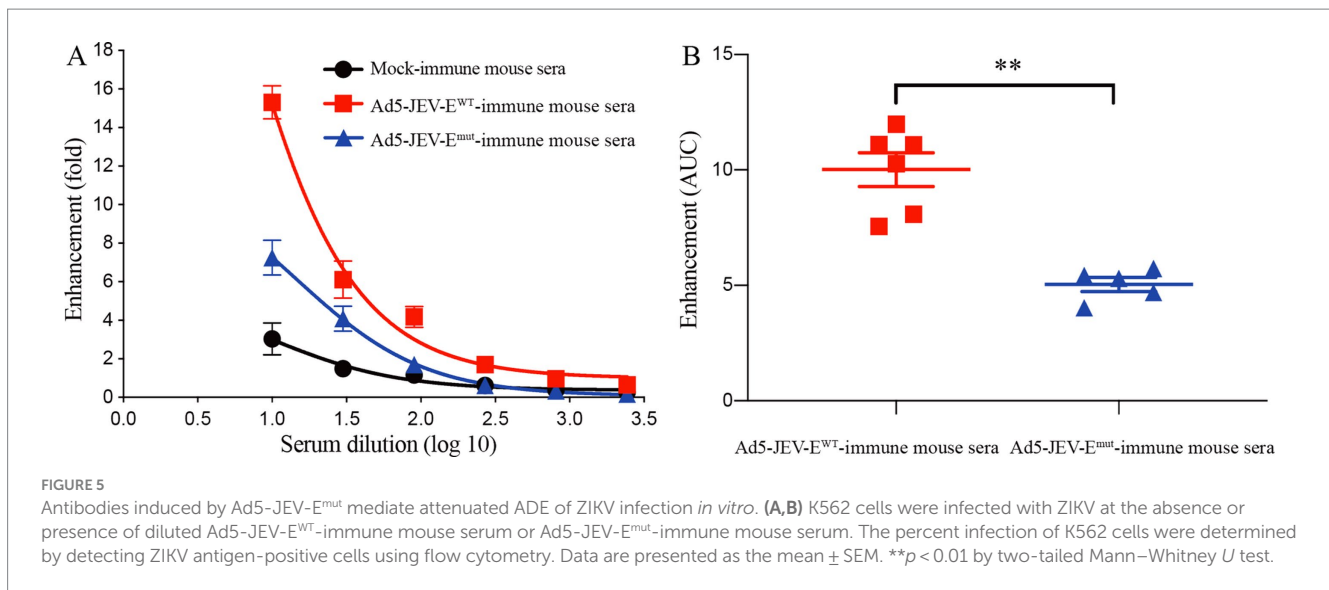 A
18
16
14
12
10
8
6
4
2
0
Enhancement (fold)
Mock-immune mouse sera
Ad5-JEV-E^WT-immune mouse sera
Ad5-JEV-E^mut-immune mouse sera
0.0 0.5 1.0 1.5 2.0 2.5 3.0 3.5
Serum dilution (log 10)
B
15
10
5
0
Enhancement (AUC)
**
Ad5-JEV-E^WT-immune mouse sera Ad5-JEV-E^mut-immune mouse sera
FIGURE 5
Antibodies induced by Ad5-JEV-E^mut mediate attenuated ADE of ZIKV infection in vitro. (A,B) K562 cells were infected with ZIKV at the absence or
presence of diluted Ad5-JEV-E^WT-immune mouse serum or Ad5-JEV-E^mut-immune mouse serum. The percent infection of K562 cells were determined
by detecting ZIKV antigen-positive cells using flow cytometry. Data are presented as the mean ± SEM. **p < 0.01 by two-tailed Mann–Whitney U test.